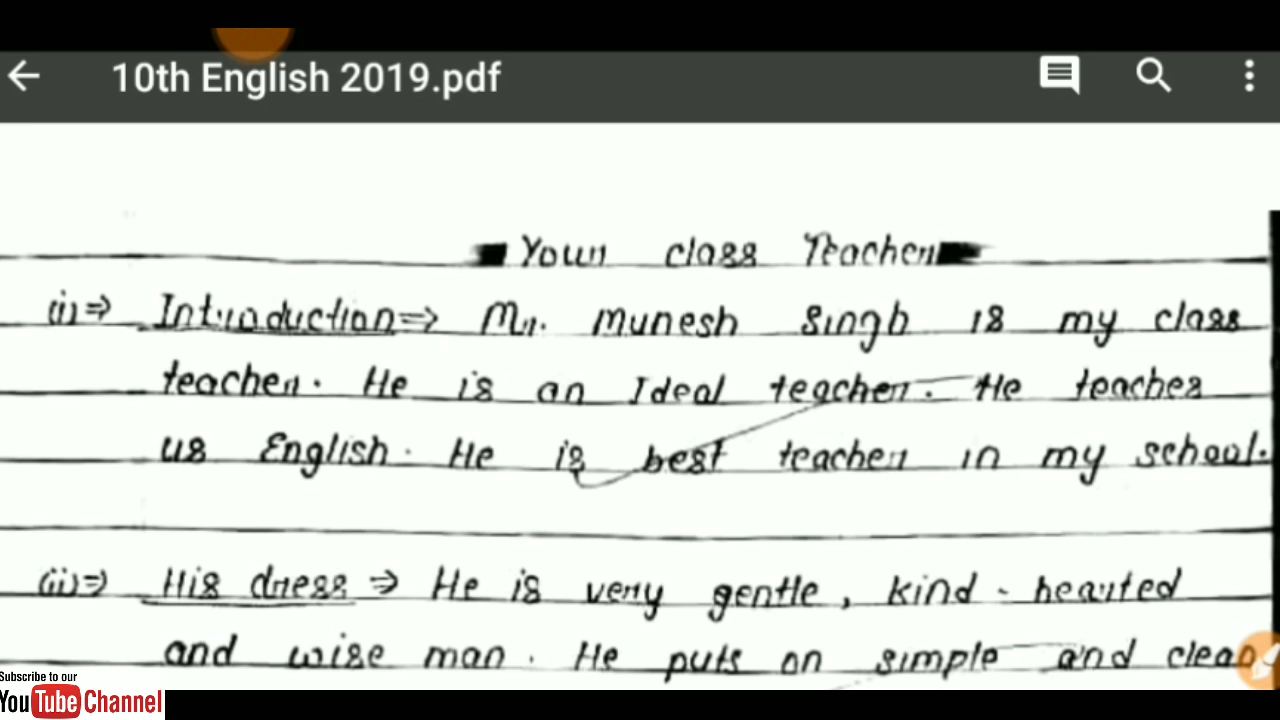 10th English 2019.pdf
Your class Teacher
(i)⇒ Introduction⇒ Mr. Munesh Singh is my class
teacher. He is an Ideal teacher. He teaches
us English. He is best teacher in my school.
(ii)⇒ His dress ⇒ He is very gentle, kind-hearted
and wise man. He puts on simple and clean
Subscribe to our
YouTube Channel